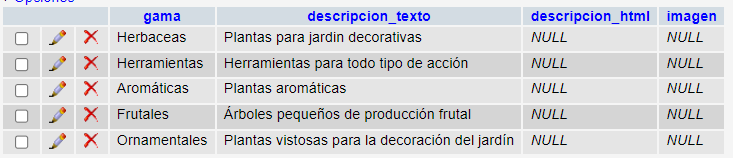 Opciones
gama descripcion_texto descripcion_html imagen
Herbaceas Plantas para jardin decorativas NULL NULL
Herramientas Herramientas para todo tipo de acción NULL NULL
Aromáticas Plantas aromáticas NULL NULL
Frutales Árboles pequeños de producción frutal NULL NULL
Ornamentales Plantas vistosas para la decoración del jardín NULL NULL